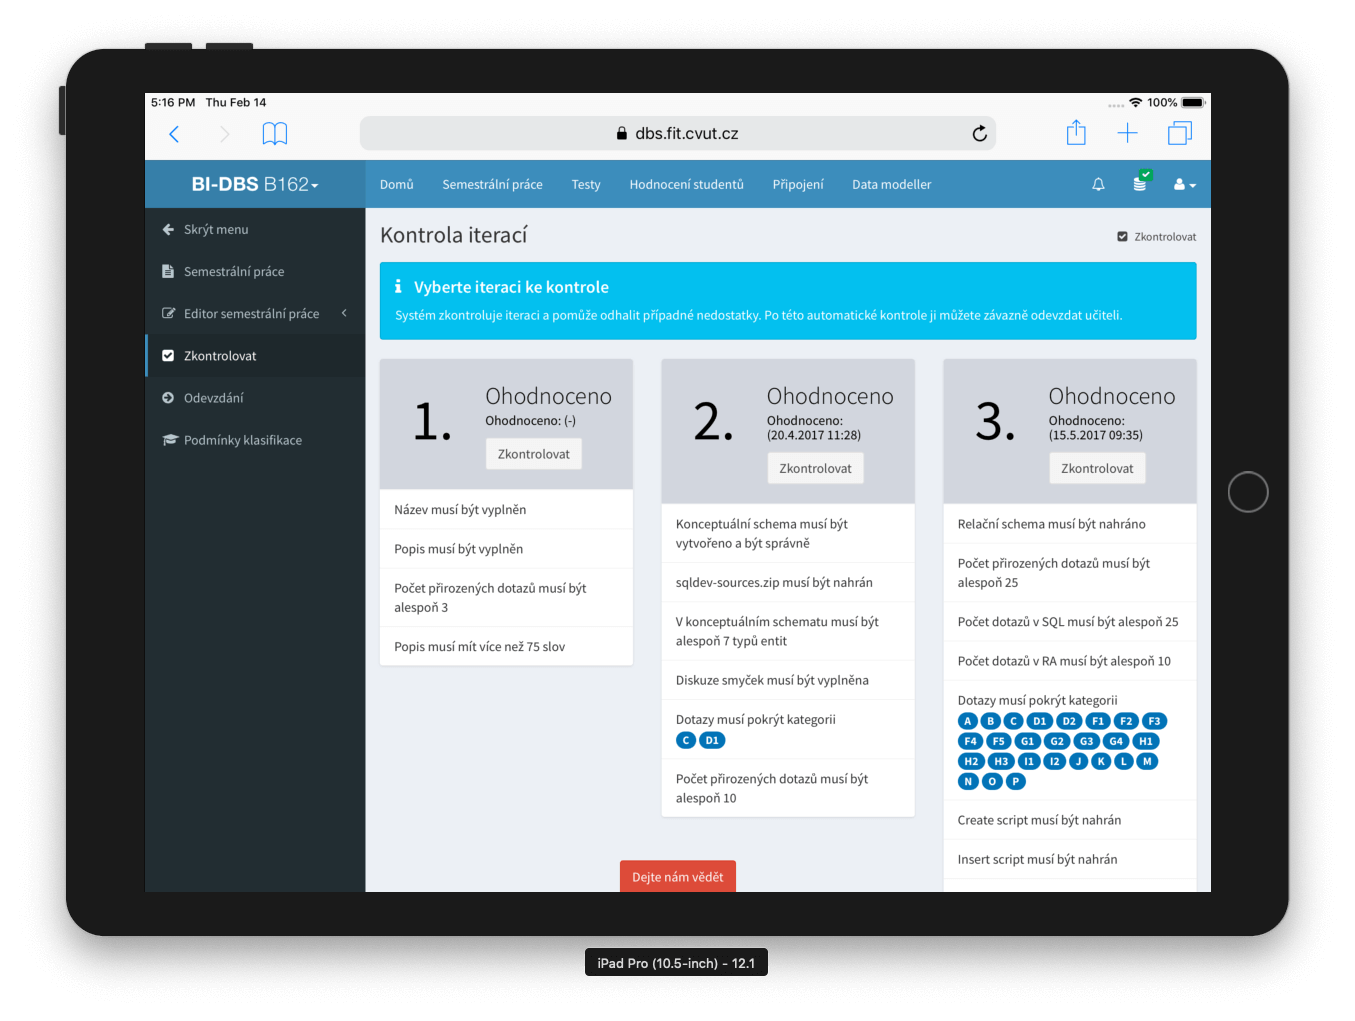 5:16 PM Thu Feb 14
100%
dbs.fit.cvut.cz
BI-DBS B162
Domů Semestrální práce Testy Hodnocení studentů Připojení Data modeller
Skrýt menu
Semestrální práce
Editor semestrální práce
Zkontrolovat
Odevzdání
Podmínky klasifikace
Kontrola iterací
Zkontrolovat
Vyberte iteraci ke kontrole
Systém zkontroluje iteraci a pomůže odhalit případné nedostatky. Po této automatické kontrole ji můžete závazně odevzdat učiteli.
1.
Ohodnoceno
Ohodnoceno: (-)
Zkontrolovat
Název musí být vyplněn
Popis musí být vyplněn
Počet přirozených dotazů musí být
alespoň 3
Popis musí mít více než 75 slov
2.
Ohodnoceno
Ohodnoceno:
(20.4.2017 11:28)
Zkontrolovat
Konceptuální schema musí být
vytvořeno a být správně
sqldev-sources.zip musí být nahrán
V konceptuálním schematu musí být
alespoň 7 typů entit
Diskuze smyček musí být vyplněna
Dotazy musí pokrýt kategorii
C D1
Počet přirozených dotazů musí být
alespoň 10
3.
Ohodnoceno
Ohodnoceno:
(15.5.2017 09:35)
Zkontrolovat
Relační schema musí být nahráno
Počet přirozených dotazů musí být
alespoň 25
Počet dotazů v SQL musí být alespoň 25
Počet dotazů v RA musí být alespoň 10
Dotazy musí pokrýt kategorii
A B C D1 D2 F1 F2 F3
F4 F5 G1 G2 G3 G4 H1
H2 H3 I1 I2 J K L M
N O P
Create script musí být nahrán
Insert script musí být nahrán
Dejte nám vědět
iPad Pro (10.5-inch) - 12.1